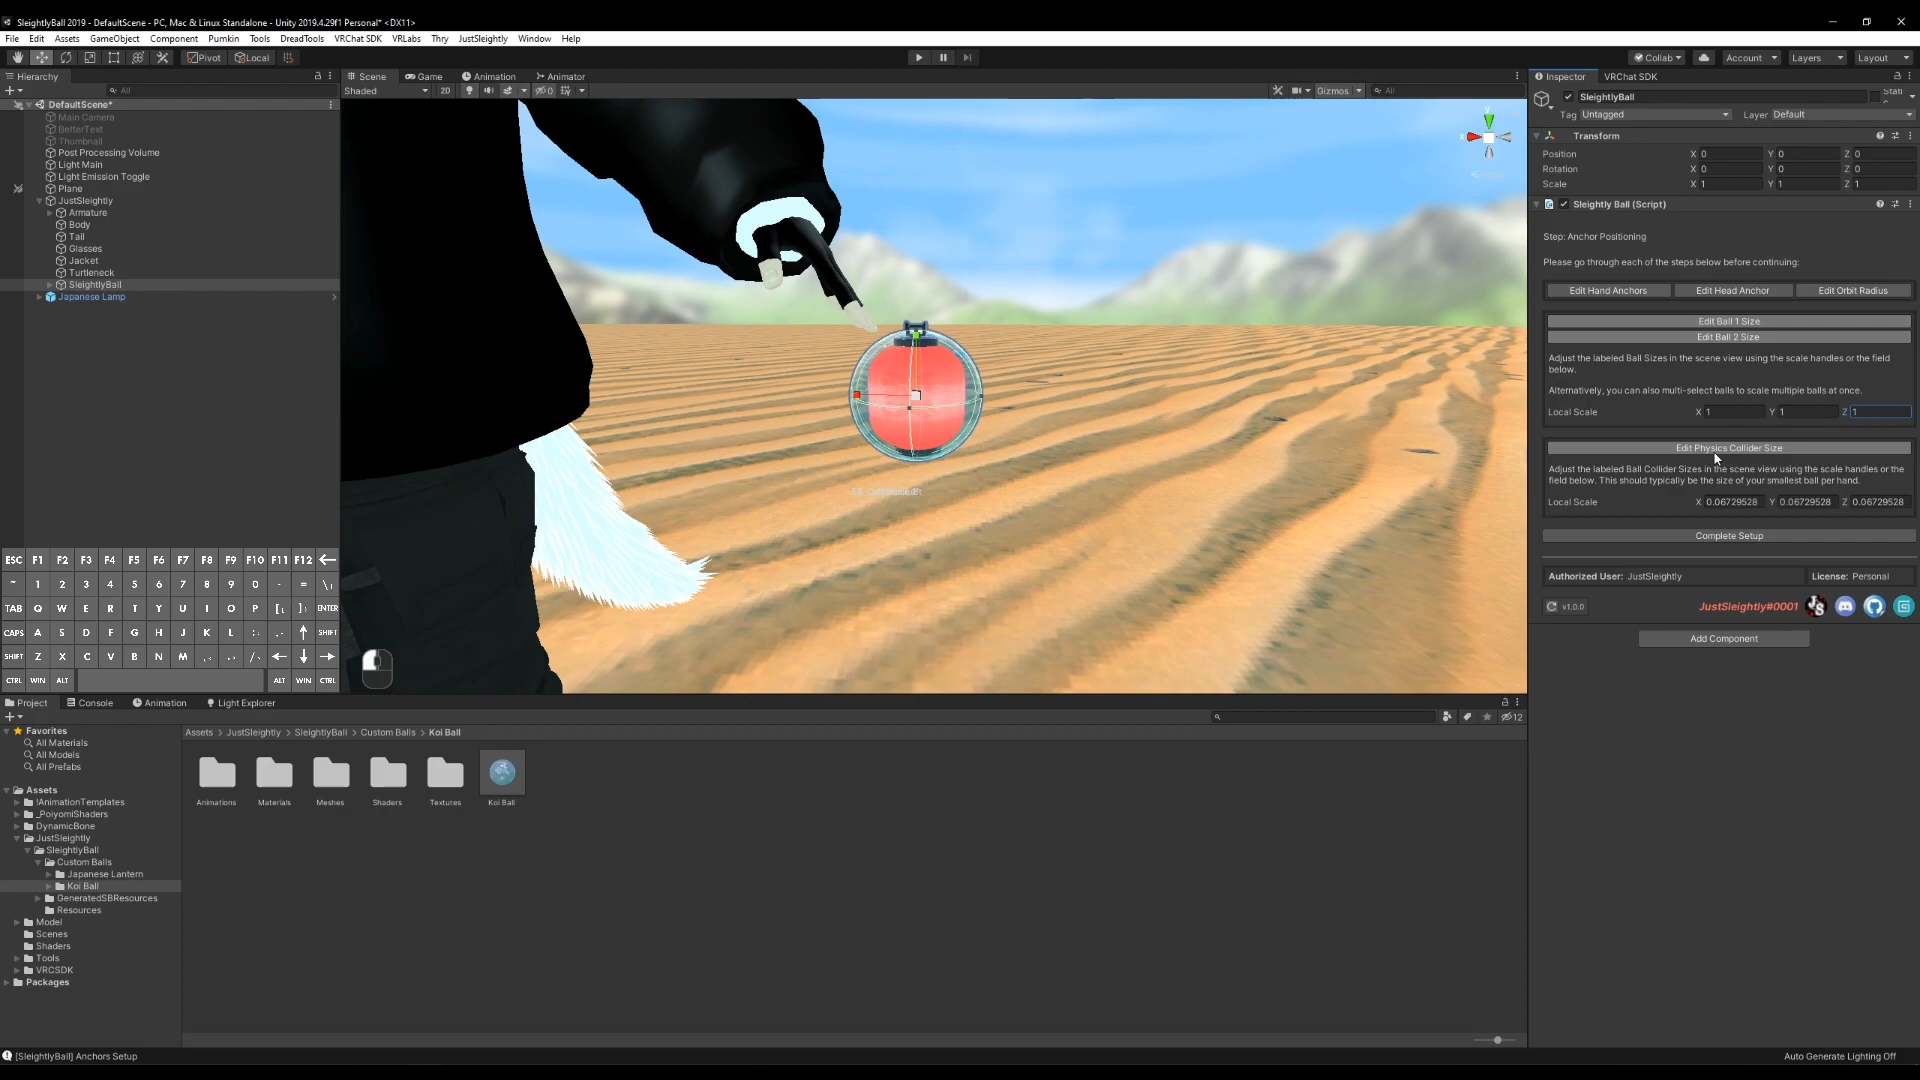 SleightlyBall 2019 - DefaultScene - PC, Mac & Linux Standalone - Unity 2019.4.29f1 Personal* <DX11>
File Edit Assets GameObject Component Pumkin Tools DreadTools VRChat SDK VRLabs Thry JustSleightly Window Help
Pivot Local Collab Account Layers Layout
Hierarchy Scene Game Animation Animator Inspector VRChat SDK
All
Shaded 2D 0 Gizmos All
DefaultScene*
Main Camera
BetterText
Thumbnail
Post Processing Volume
Light Main
Light Emission Toggle
Plane
JustSleightly
Armature
Body
Tail
Glasses
Jacket
Turtleneck
SleightlyBall
Japanese Lamp
y
x
SleightlyBall Static
Tag Untagged Layer Default
Transform
Position X 0 Y 0 Z 0
Rotation X 0 Y 0 Z 0
Scale X 1 Y 1 Z 1
Sleightly Ball (Script)
Step: Anchor Positioning
Please go through each of the steps below before continuing:
Edit Hand Anchors Edit Head Anchor Edit Orbit Radius
Edit Ball 1 Size
Edit Ball 2 Size
Adjust the labeled Ball Sizes in the scene view using the scale handles or the field
below.
Alternatively, you can also multi-select balls to scale multiple balls at once.
Local Scale X 1 Y 1 Z 1
Edit Physics Collider Size
Adjust the labeled Ball Collider Sizes in the scene view using the scale handles or the
field below. This should typically be the size of your smallest ball per hand.
Local Scale X 0.06729528 Y 0.06729528 Z 0.06729528
Complete Setup
Authorized User: JustSleightly License: Personal
v1.0.0 JustSleightly#0001
Add Component
ESC F1 F2 F3 F4 F5 F6 F7 F8 F9 F10 F11 F12 ←
~ 1 2 3 4 5 6 7 8 9 0 - = \
TAB Q W E R T Y U I O P [ ] ENTER
CAPS A S D F G H J K L ; , ↑ SHIFT
SHIFT Z X C V B N M , . / ← ↓ →
CTRL WIN ALT ALT WIN CTRL
Project Console Animation Light Explorer
12
Favorites
All Materials
All Models
All Prefabs
Assets
!AnimationTemplates
_PoiyomiShaders
DynamicBone
JustSleightly
SleightlyBall
Custom Balls
Japanese Lantern
Koi Ball
GeneratedSBResources
Resources
Model
Scenes
Shaders
Tools
VRCSDK
Packages
Assets > JustSleightly > SleightlyBall > Custom Balls > Koi Ball
Animations Materials Meshes Shaders Textures Koi Ball
[SleightlyBall] Anchors Setup Auto Generate Lighting Off